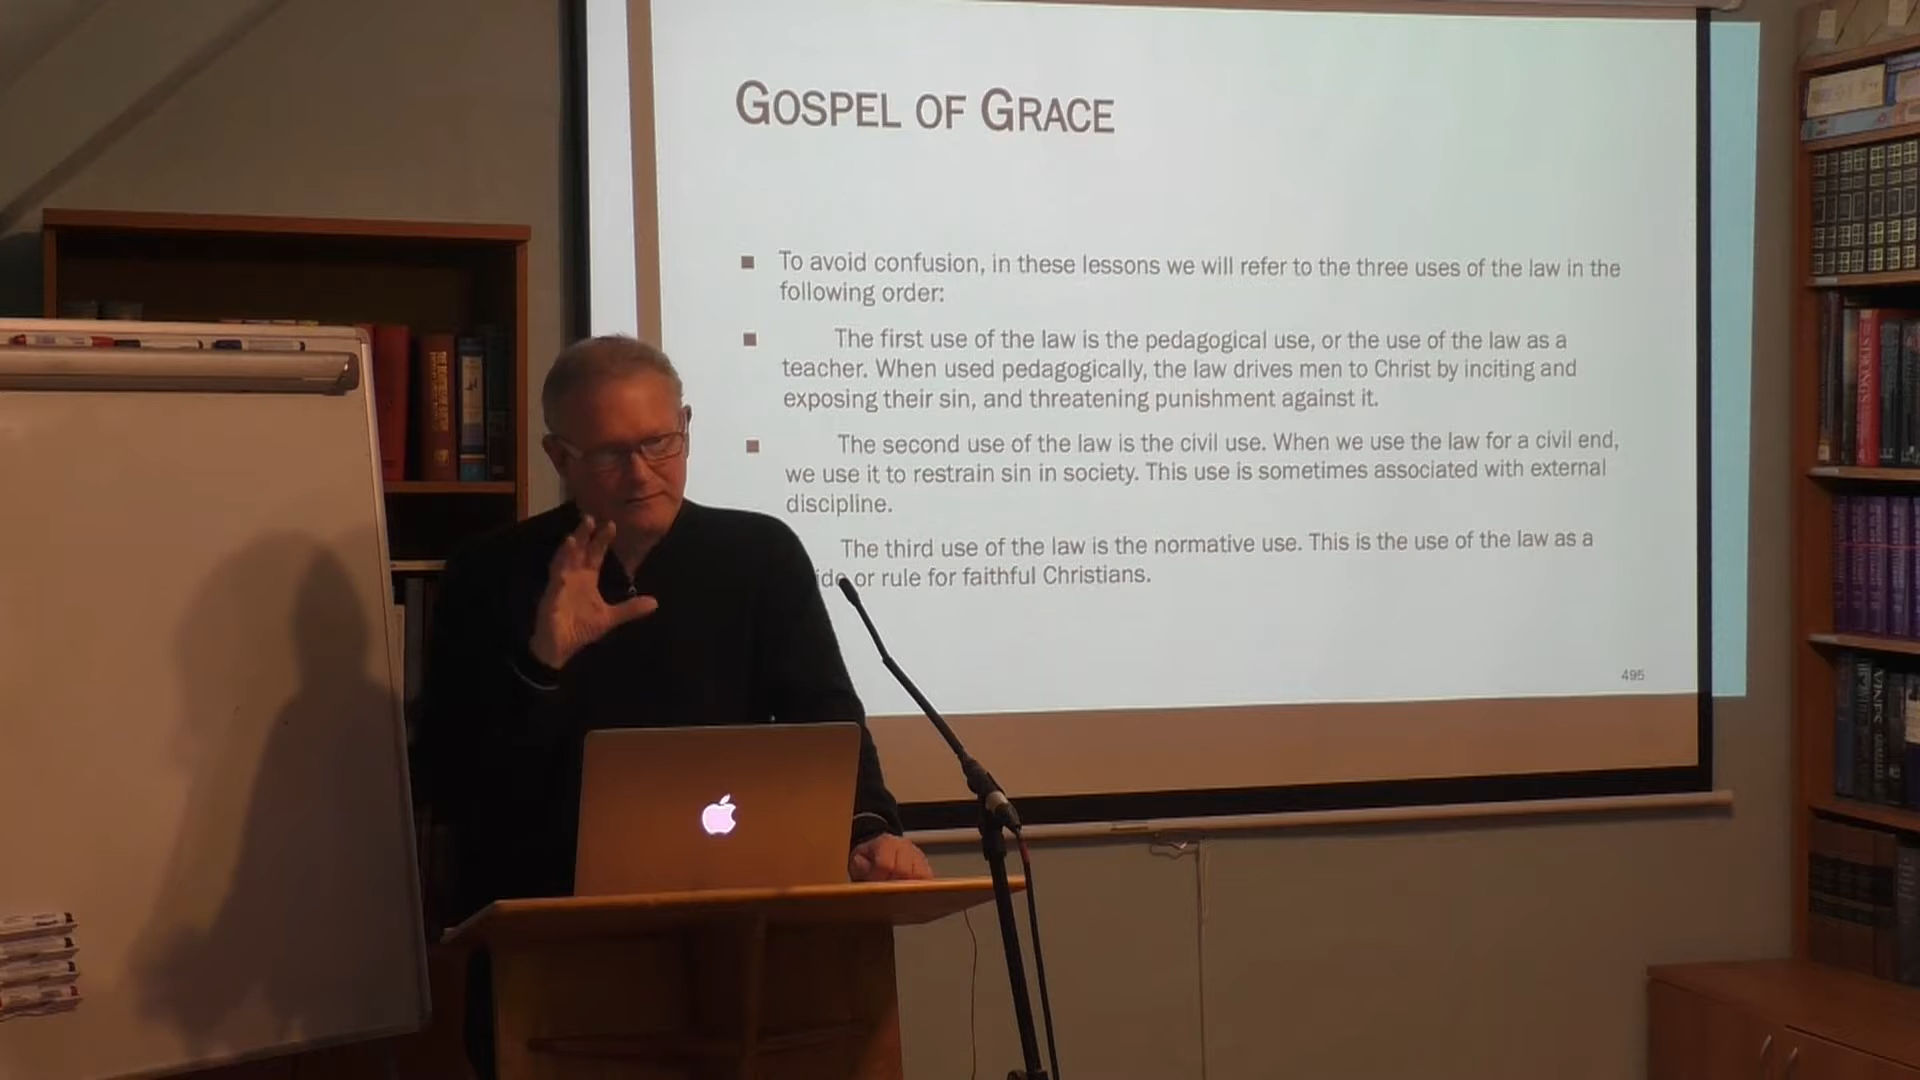 GOSPEL OF GRACE
■ To avoid confusion, in these lessons we will refer to the three uses of the law in the
following order:
■ The first use of the law is the pedagogical use, or the use of the law as a
teacher. When used pedagogically, the law drives men to Christ by inciting and
exposing their sin, and threatening punishment against it.
■ The second use of the law is the civil use. When we use the law for a civil end,
we use it to restrain sin in society. This use is sometimes associated with external
discipline.
The third use of the law is the normative use. This is the use of the law as a
or rule for faithful Christians.
495
STRONG'S
VINE'S